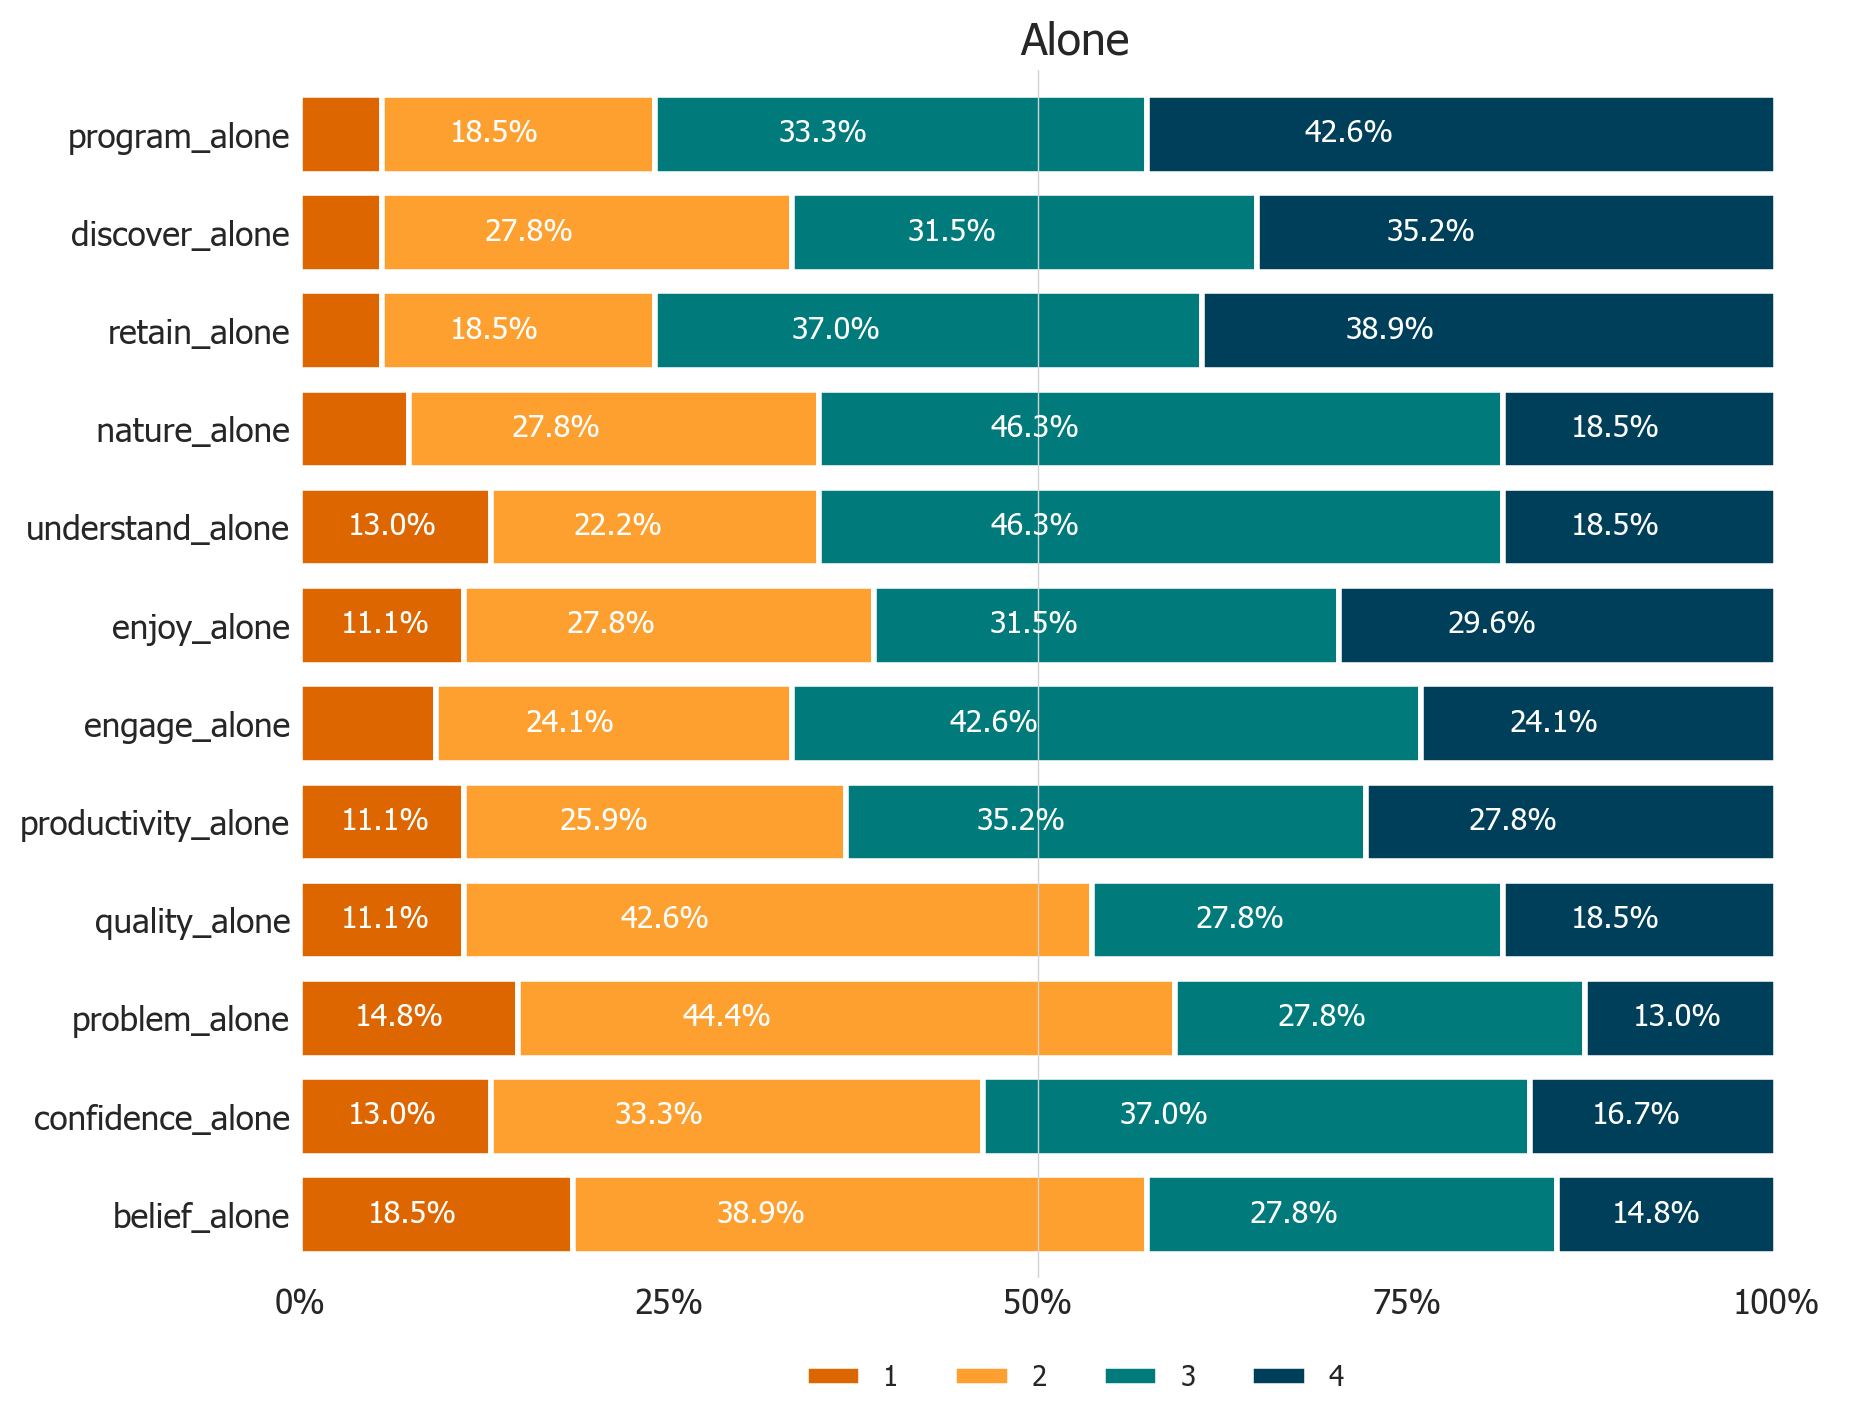 Alone
program_alone 18.5% 33.3% 42.6%
discover_alone 27.8% 31.5% 35.2%
retain_alone 18.5% 37.0% 38.9%
nature_alone 27.8% 46.3% 18.5%
understand_alone 13.0% 22.2% 46.3% 18.5%
enjoy_alone 11.1% 27.8% 31.5% 29.6%
engage_alone 24.1% 42.6% 24.1%
productivity_alone 11.1% 25.9% 35.2% 27.8%
quality_alone 11.1% 42.6% 27.8% 18.5%
problem_alone 14.8% 44.4% 27.8% 13.0%
confidence_alone 13.0% 33.3% 37.0% 16.7%
belief_alone 18.5% 38.9% 27.8% 14.8%
0% 25% 50% 75% 100%
1 2 3 4